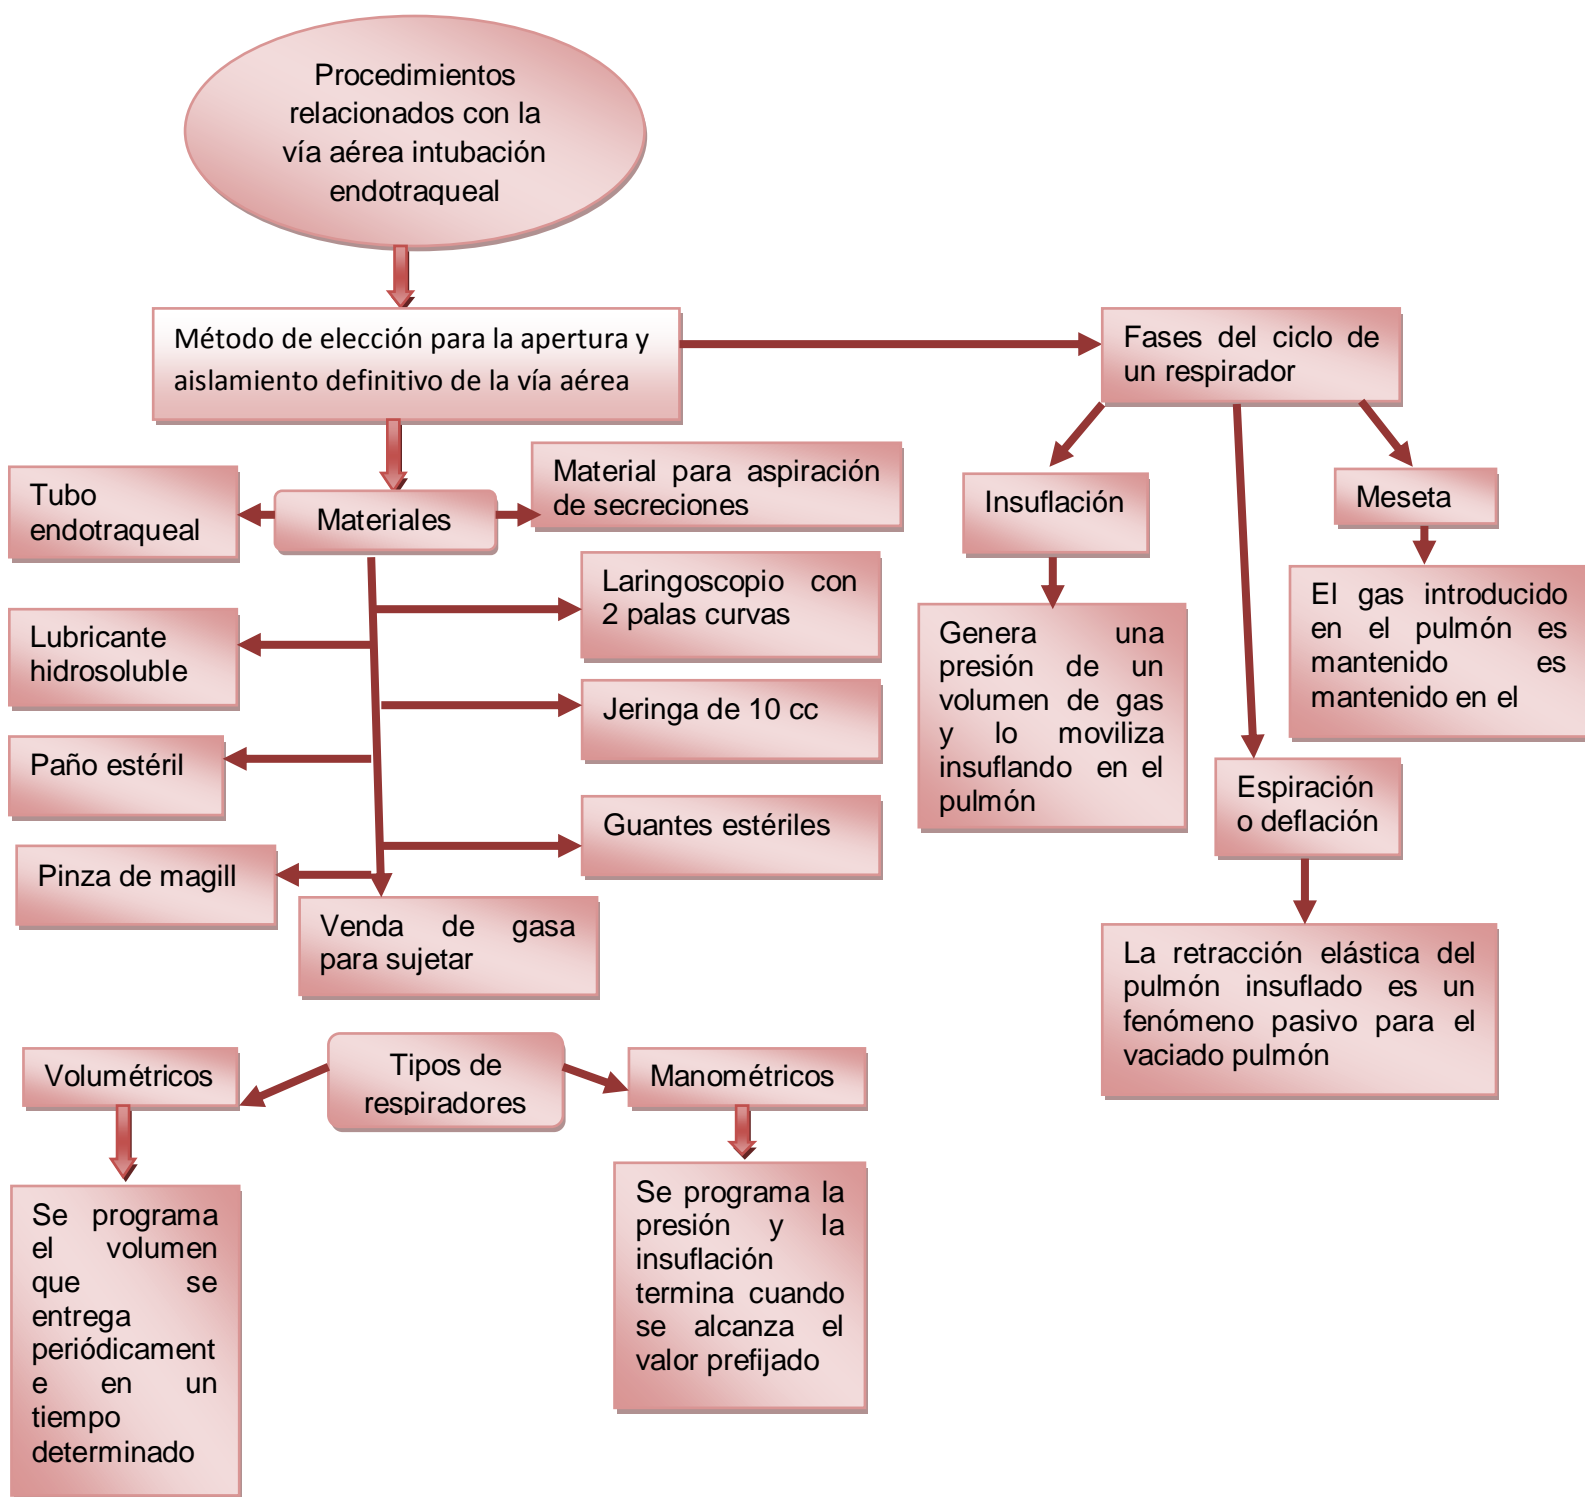 Procedimientos
relacionados con la
vía aérea intubación
endotraqueal
Método de elección para la apertura y
aislamiento definitivo de la vía aérea
Fases del ciclo de
un respirador
Materiales
Tubo
endotraqueal
Material para aspiración
de secreciones
Laringoscopio con
2 palas curvas
Lubricante
hidrosoluble
Jeringa de 10 cc
Paño estéril
Guantes estériles
Pinza de magill
Venda de gasa
para sujetar
Insuflación
Genera una
presión de un
volumen de gas
y lo moviliza
insuflando en el
pulmón
Meseta
El gas introducido
en el pulmón es
mantenido es
mantenido en el
Espiración
o deflación
La retracción elástica del
pulmón insuflado es un
fenómeno pasivo para el
vaciado pulmón
Tipos de
respiradores
Volumétricos
Se programa
el volumen
que se
entrega
periódicament
e en un
tiempo
determinado
Manométricos
Se programa la
presión y la
insuflación
termina cuando
se alcanza el
valor prefijado